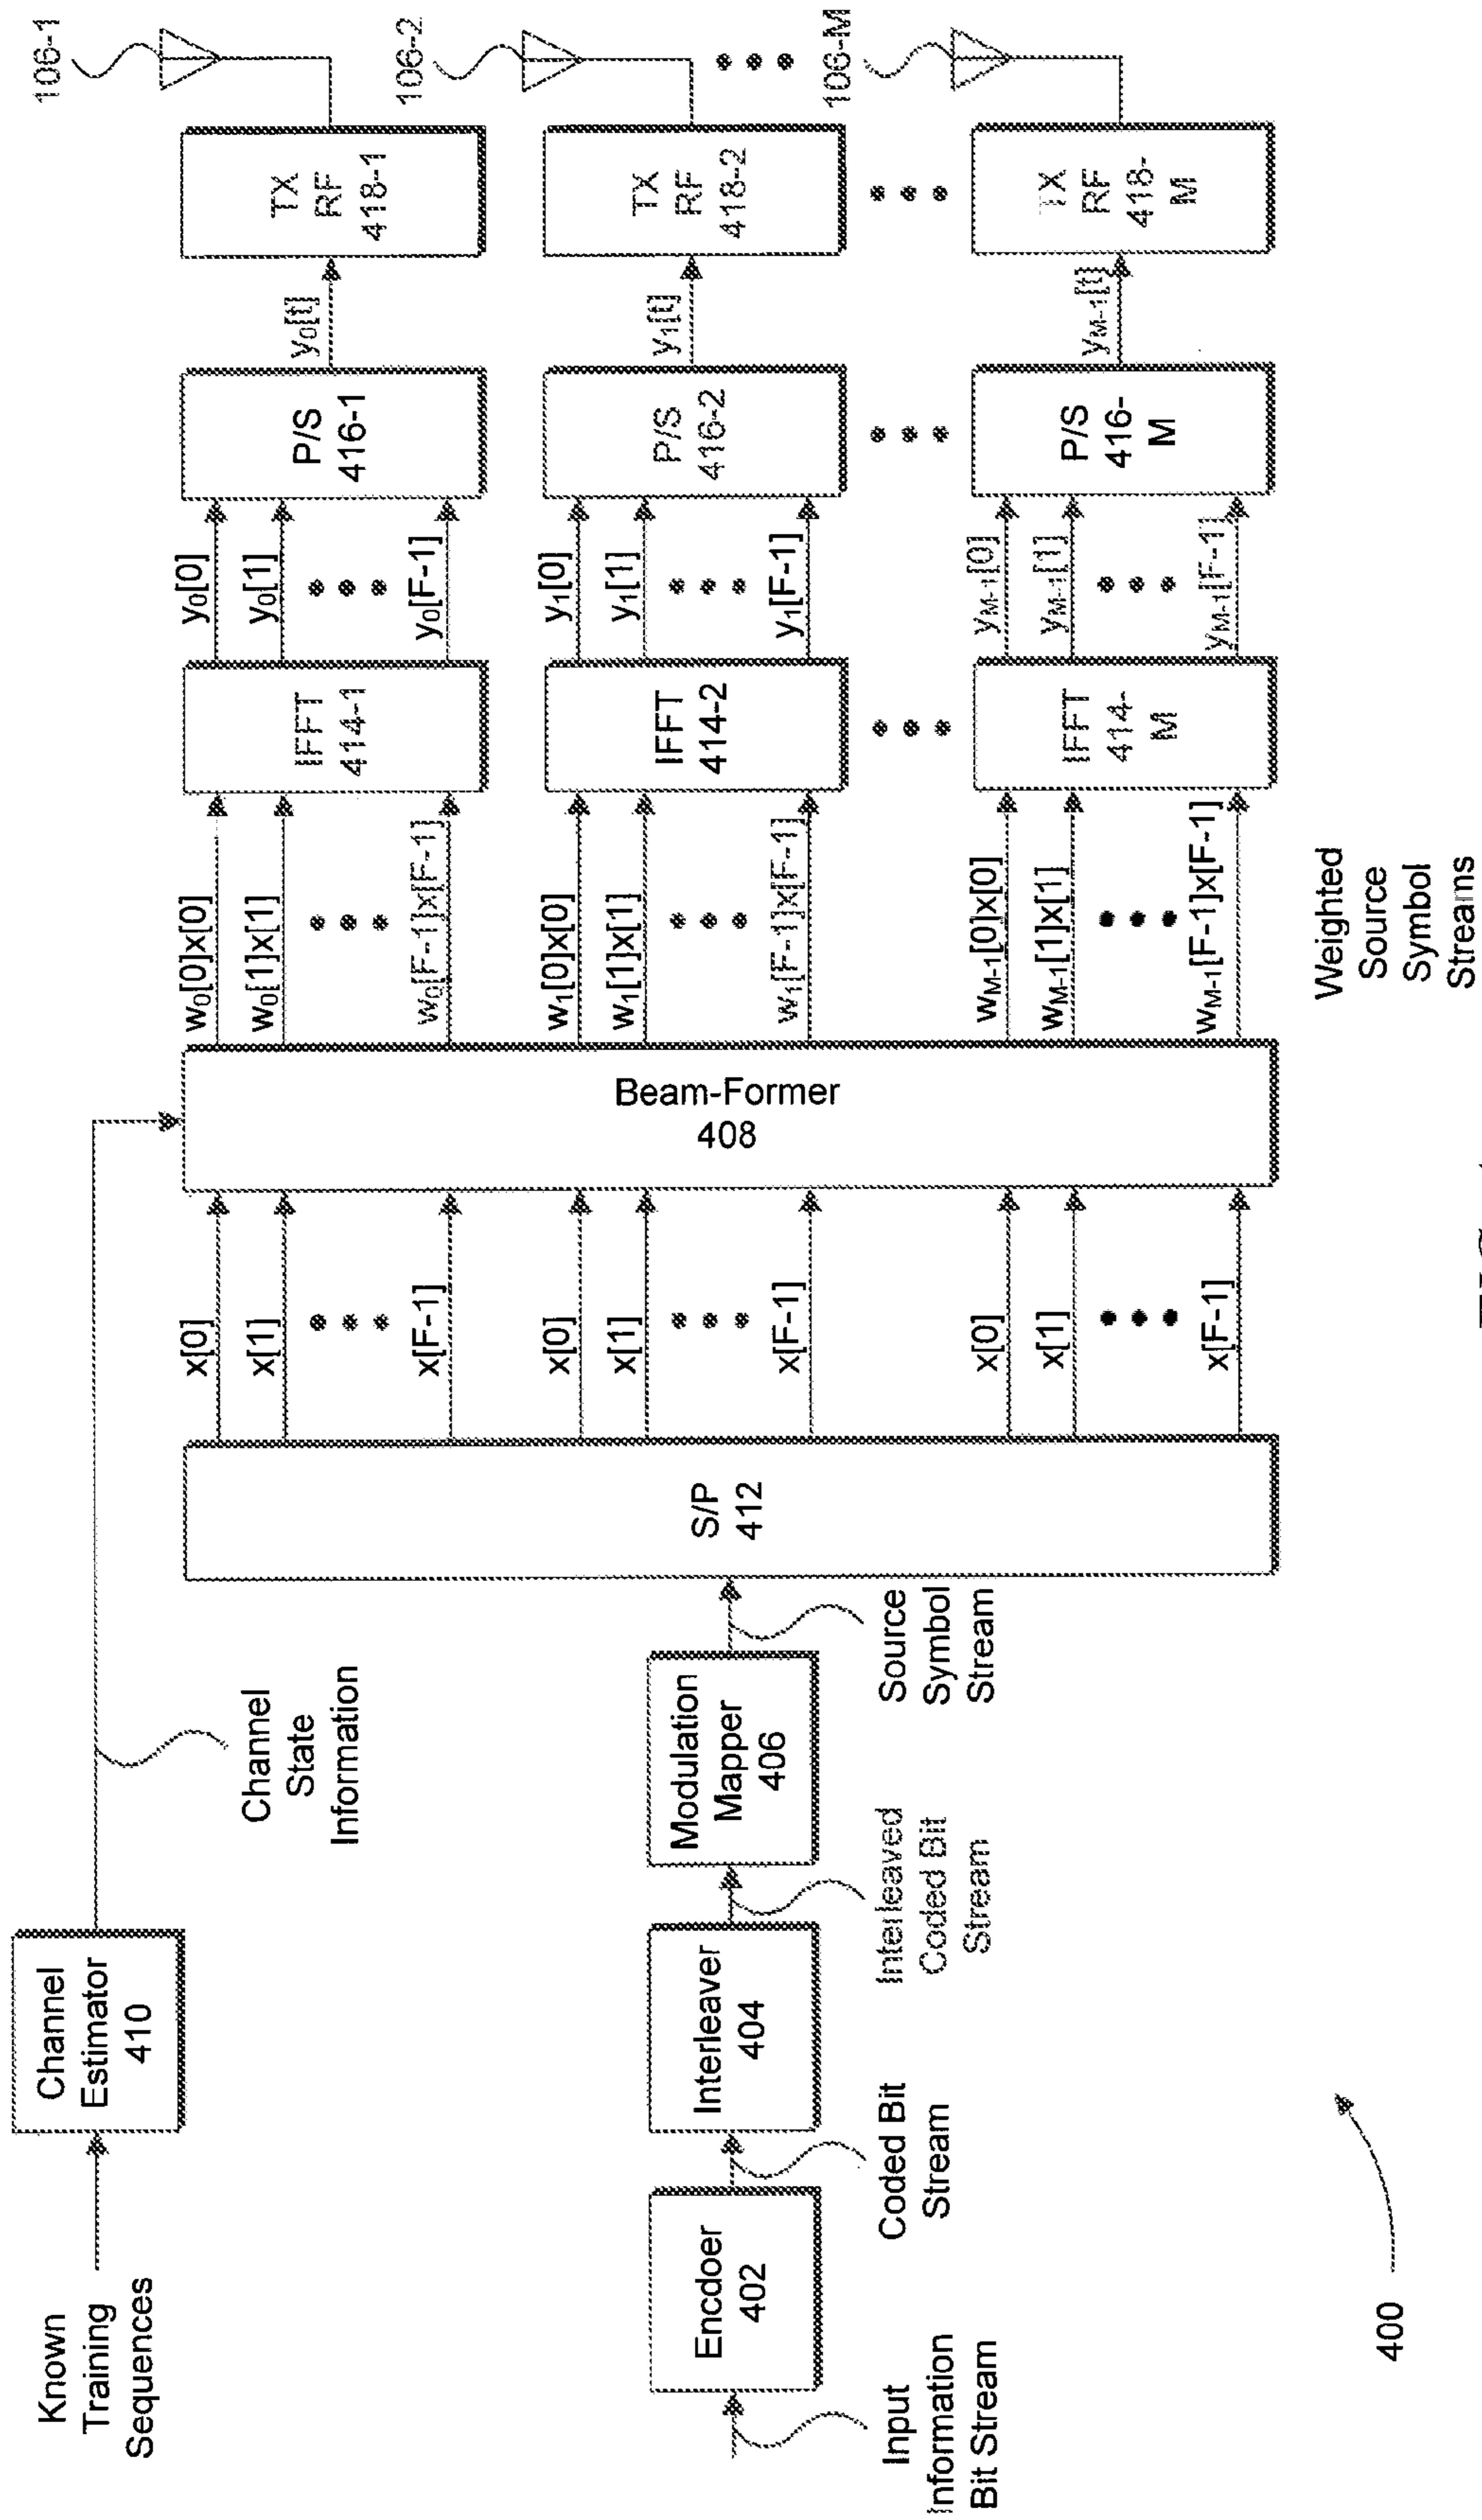 Known
Training
Sequences
Channel
Estimator
410
Channel
State
Information
Input
Information
Bit Stream
Encdoer
402
Coded Bit
Stream
Interleaver
404
Interleaved
Coded Bit
Stream
Modulation
Mapper
406
Source
Symbol
Stream
S/P
412
x[0]
x[1]
x[F-1]
x[0]
x[1]
x[F-1]
x[0]
x[1]
x[F-1]
Beam-Former
408
w0[0]x[0]
w0[1]x[1]
w0[F-1]x[F-1]
w1[0]x[0]
w1[1]x[1]
w1[F-1]x[F-1]
wM-1[0]x[0]
wM-1[1]x[1]
wM-1[F-1]x[F-1]
Weighted
Source
Symbol
Streams
IFFT
414-1
IFFT
414-2
IFFT
414-
M
y0[0]
y0[1]
y0[F-1]
y1[0]
y1[1]
y1[F-1]
yM-1[0]
yM-1[1]
yM-1[F-1]
P/S
416-1
P/S
416-2
P/S
416-
M
y0[t]
y1[t]
yM-1[t]
TX
RF
418-1
TX
RF
418-2
TX
RF
418-
M
106-1
106-2
106-M
400